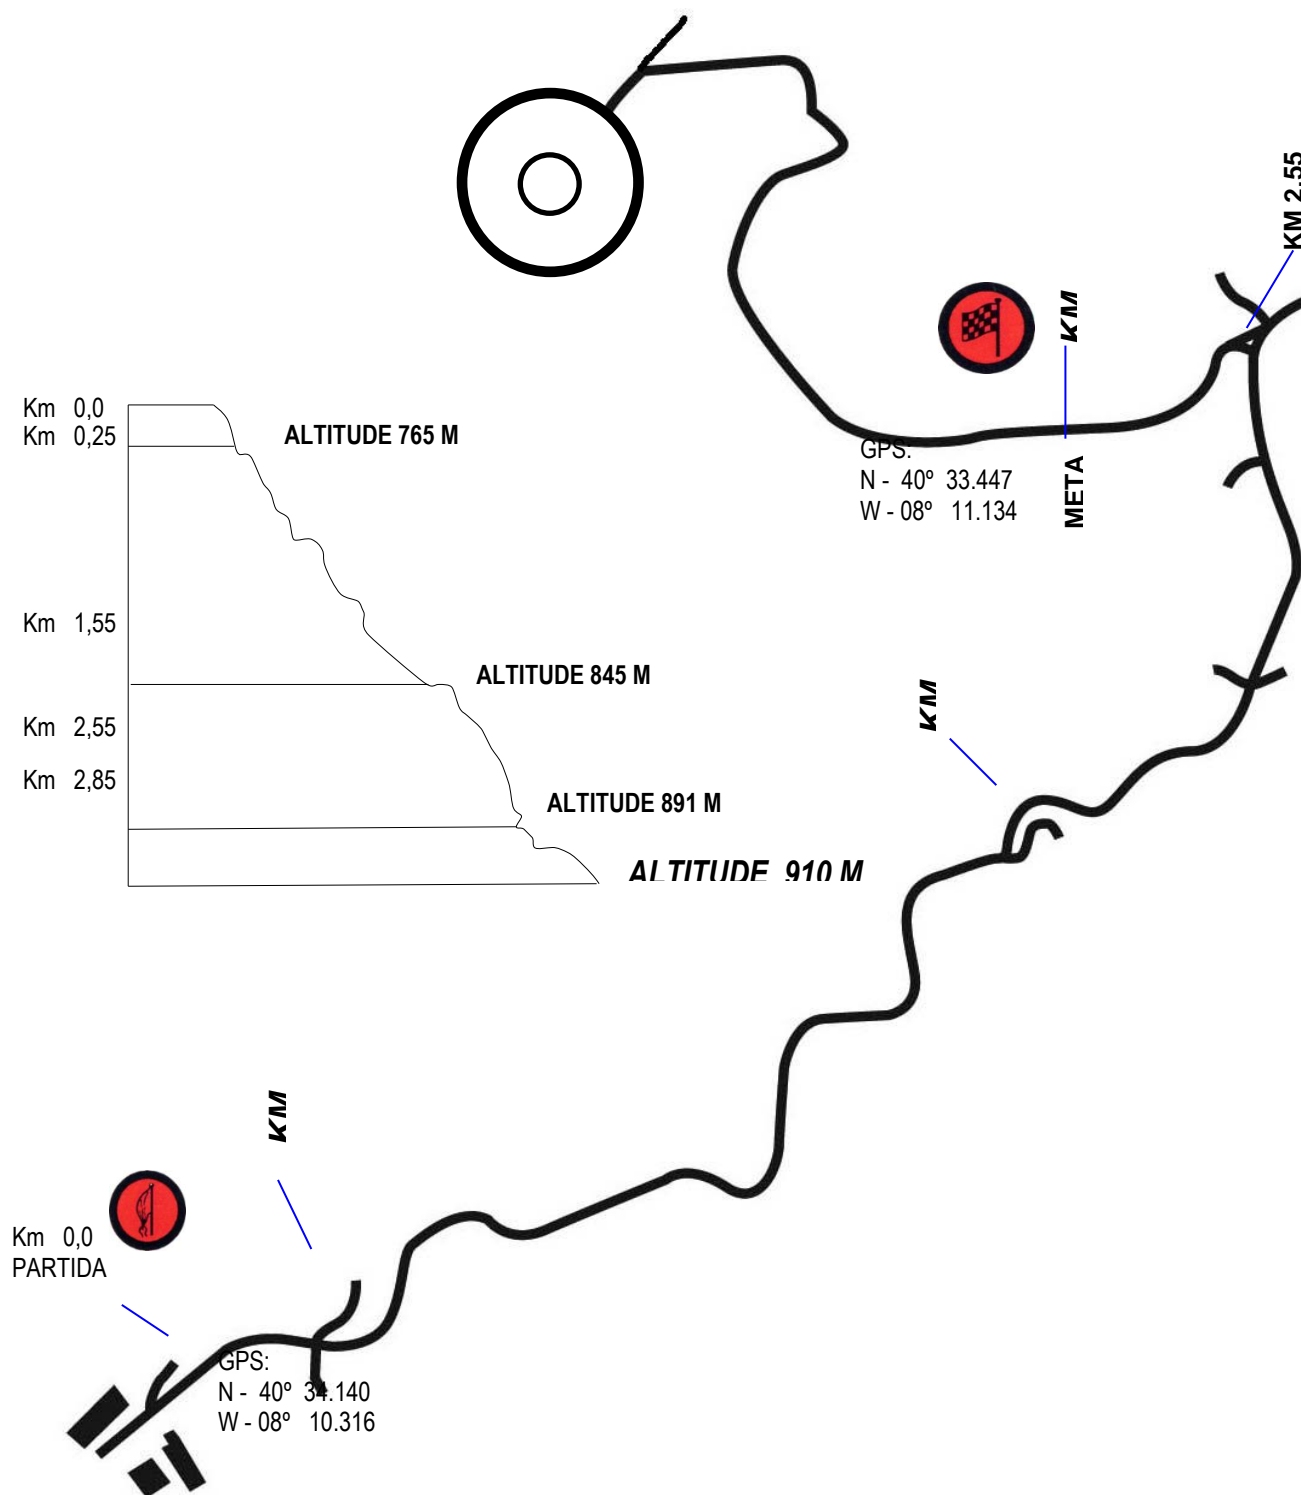 KM 2,55
KM
Km 0,0
Km 0,25
ALTITUDE 765 M
GPS:
N - 40º 33.447
W - 08º 11.134
META
Km 1,55
ALTITUDE 845 M
KM
Km 2,55
Km 2,85
ALTITUDE 891 M
ALTITUDE 910 M
KM
Km 0,0
PARTIDA
GPS:
N - 40º 34.140
W - 08º 10.316